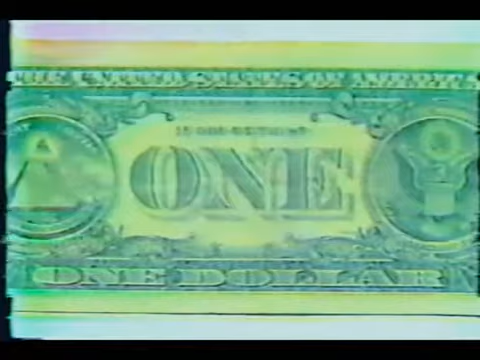 THE UNITED STATES OF AMERICA
IN GOD WE TRUST
ONE
ONE DOLLAR